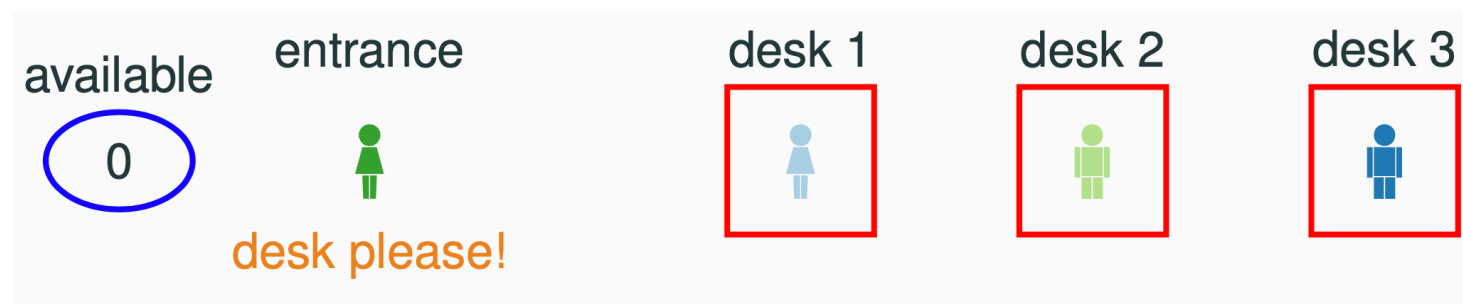 available
0
entrance
desk please!
desk 1
desk 2
desk 3